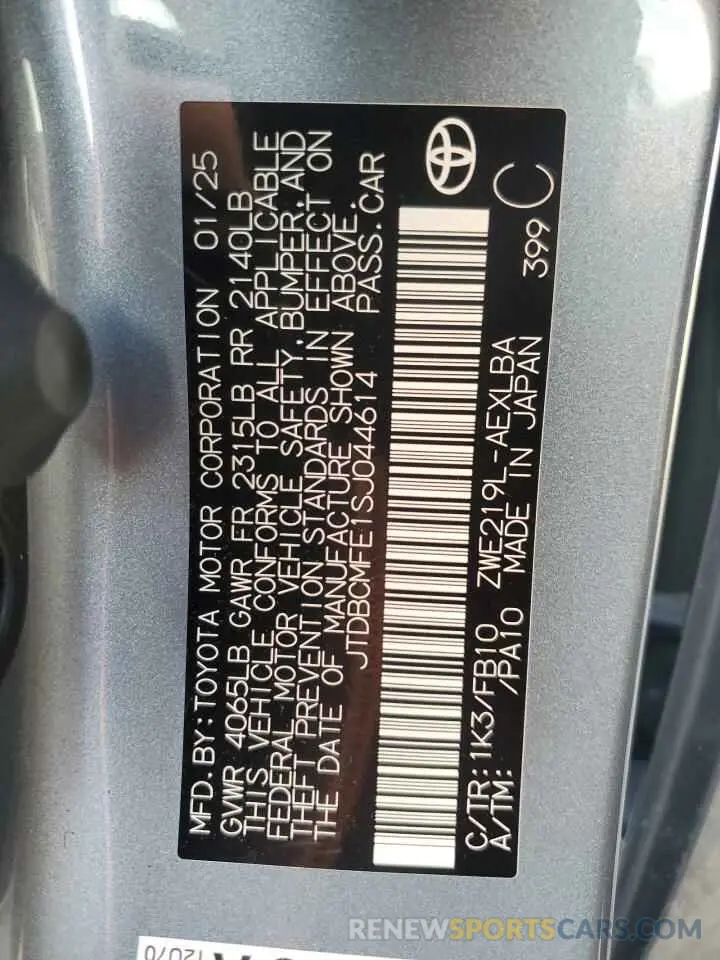 MFD.BY:TOYOTA MOTOR CORPORATION 01/25
GVWR 4065LB GAWR FR 2315LB RR 2140LB
THIS VEHICLE CONFORMS TO ALL APPLICABLE
FEDERAL MOTOR VEHICLE SAFETY,BUMPER,AND
THEFT PREVENTION STANDARDS IN EFFECT ON
THE DATE OF MANUFACTURE SHOWN ABOVE.
JTDBCMFE1SJ044614 PASS.CAR
C/TR:1K3/FB10 ZWE219L-AEXLBA
A/TM: /PA10 MADE IN JAPAN
399 C
12070
RENEWSPORTSCARS.COM